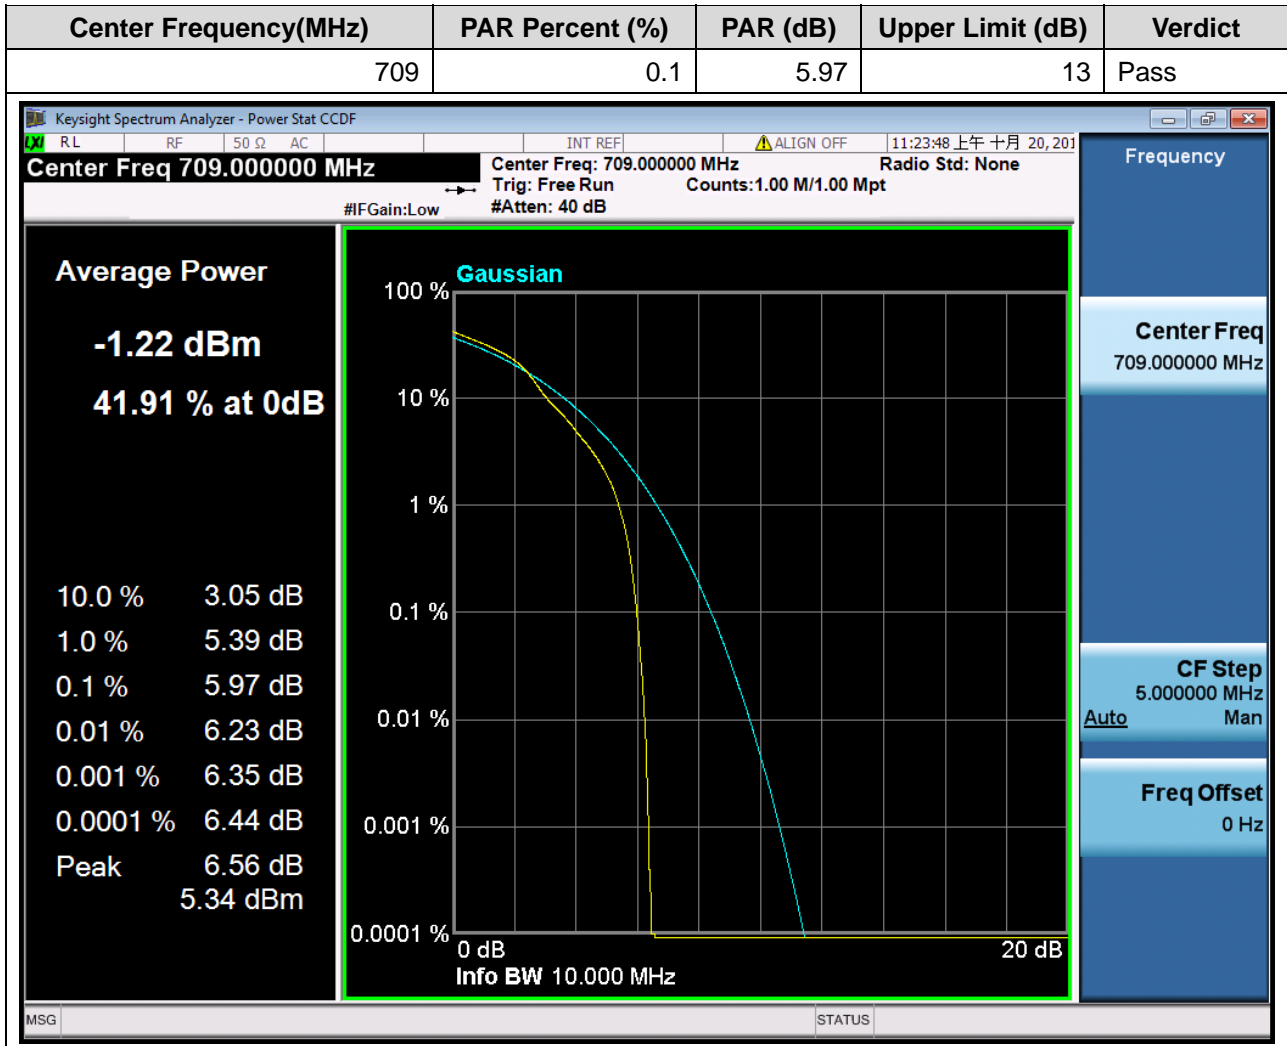 Center Frequency(MHz) PAR Percent (%) PAR (dB) Upper Limit (dB) Verdict
709 0.1 5.97 13 Pass
Keysight Spectrum Analyzer - Power Stat CCDF
LXI RL RF 50 Ω AC INT REF ALIGN OFF 11:23:48 上午 十月 20, 201
Center Freq 709.000000 MHz
Center Freq: 709.000000 MHz Radio Std: None
Trig: Free Run Counts:1.00 M/1.00 Mpt
#IFGain:Low #Atten: 40 dB
Average Power
-1.22 dBm
41.91 % at 0dB
10.0 % 3.05 dB
1.0 % 5.39 dB
0.1 % 5.97 dB
0.01 % 6.23 dB
0.001 % 6.35 dB
0.0001 % 6.44 dB
Peak 6.56 dB
5.34 dBm
Gaussian
100 %
10 %
1 %
0.1 %
0.01 %
0.001 %
0.0001 %
0 dB 20 dB
Info BW 10.000 MHz
Frequency
Center Freq
709.000000 MHz
CF Step
5.000000 MHz
Auto Man
Freq Offset
0 Hz
MSG STATUS